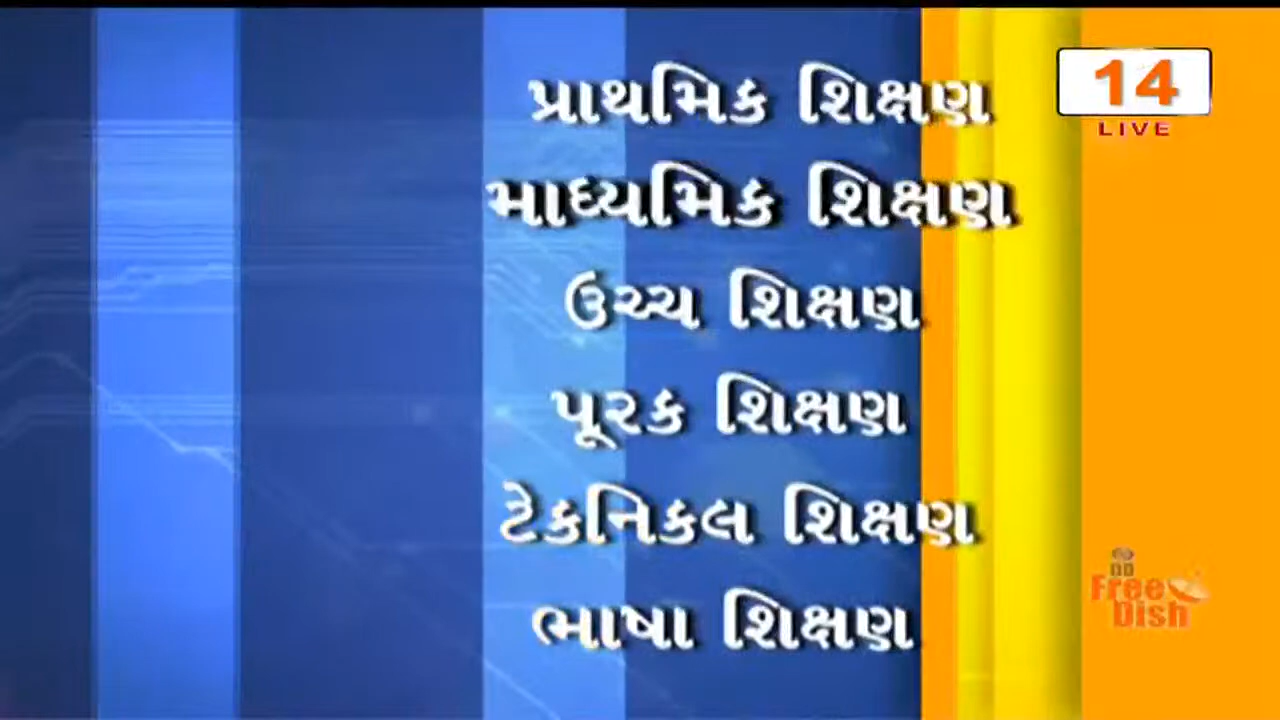 પ્રાથમિક શિક્ષણ
14
LIVE
માધ્યમિક શિક્ષણ
ઉચ્ચ શિક્ષણ
પૂરક શિક્ષણ
ટેકનિકલ શિક્ષણ
ભાષા શિક્ષણ
Free
Dish